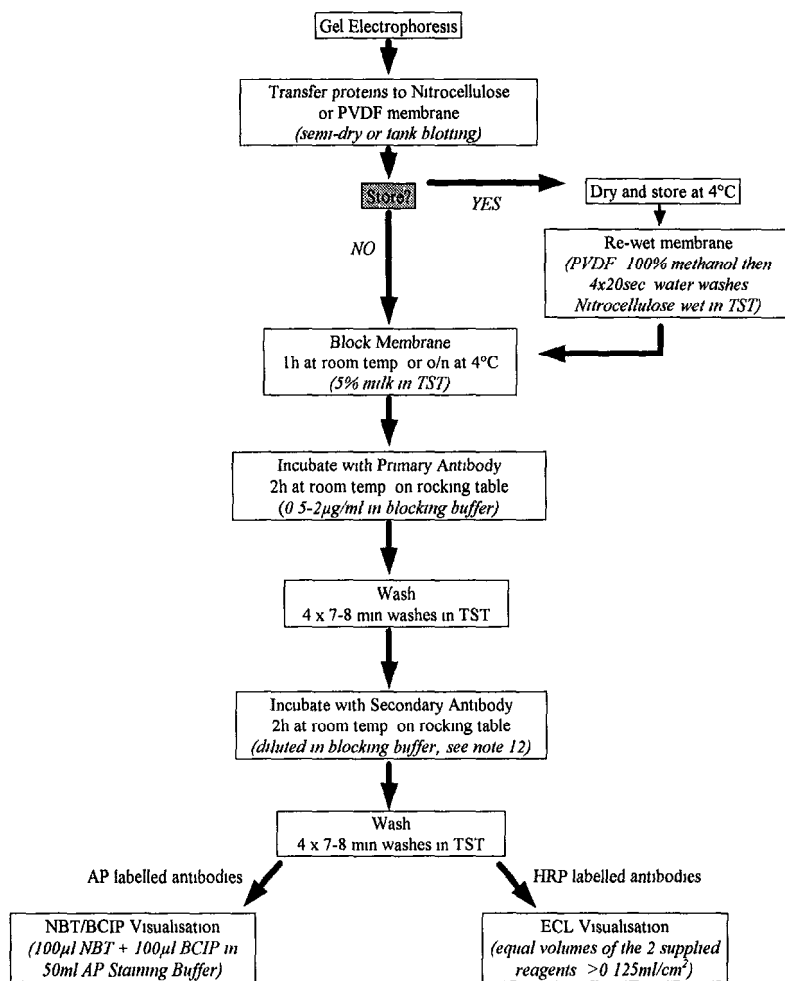 Gel Electrophoresis
Transfer proteins to Nitrocellulose
or PVDF membrane
(semi-dry or tank blotting)
Store?
YES
Dry and store at 4°C
NO
Re-wet membrane
(PVDF 100% methanol then
4x20sec water washes
Nitrocellulose wet in TST)
Block Membrane
1h at room temp or o/n at 4°C
(5% milk in TST)
Incubate with Primary Antibody
2h at room temp on rocking table
(0 5-2µg/ml in blocking buffer)
Wash
4 x 7-8 min washes in TST
Incubate with Secondary Antibody
2h at room temp on rocking table
(diluted in blocking buffer, see note 12)
Wash
4 x 7-8 min washes in TST
AP labelled antibodies
HRP labelled antibodies
NBT/BCIP Visualisation
(100µl NBT + 100µl BCIP in
50ml AP Staining Buffer)
ECL Visualisation
(equal volumes of the 2 supplied
reagents >0 125ml/cm²)